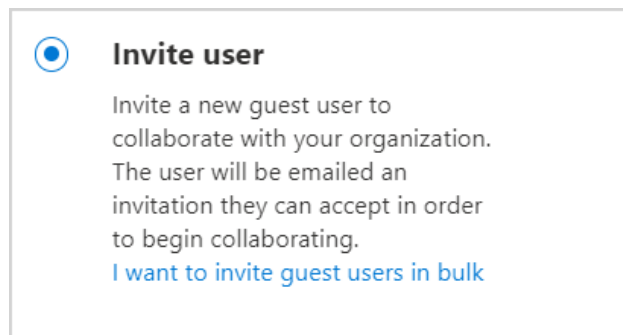 Invite user
Invite a new guest user to
collaborate with your organization.
The user will be emailed an
invitation they can accept in order
to begin collaborating.
I want to invite guest users in bulk